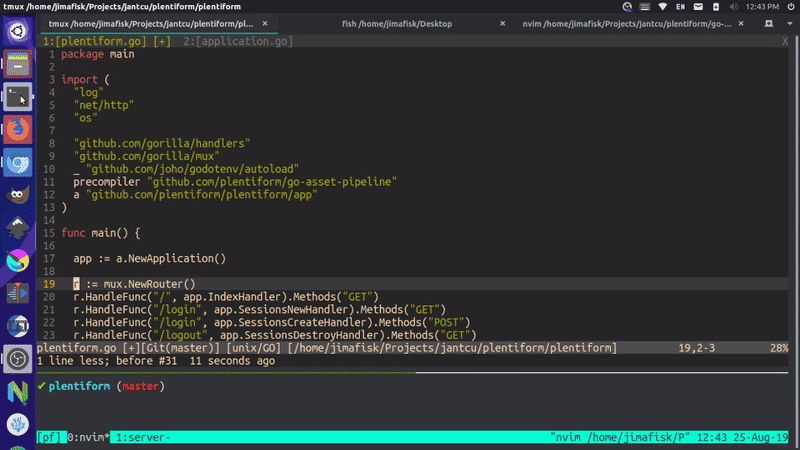 tmux /home/jimafisk/Projects/jantcu/plentiform/plentiform
EN
12:43 PM
tmux /home/jimafisk/Projects/jantcu/plentiform/pl... ×
fish /home/jimafisk/Desktop ×
nvim /home/jimafisk/Projects/jantcu/plentiform/go-... ×
1:[plentiform.go] [+] 2:[application.go] X
1 package main
2
3 import (
4 "log"
5 "net/http"
6 "os"
7
8 "github.com/gorilla/handlers"
9 "github.com/gorilla/mux"
10 _ "github.com/joho/godotenv/autoload"
11 precompiler "github.com/plentiform/go-asset-pipeline"
12 a "github.com/plentiform/plentiform/app"
13 )
14
15 func main() {
16
17 app := a.NewApplication()
18
19 r := mux.NewRouter()
20 r.HandleFunc("/", app.IndexHandler).Methods("GET")
21 r.HandleFunc("/login", app.SessionsNewHandler).Methods("GET")
22 r.HandleFunc("/login", app.SessionsCreateHandler).Methods("POST")
23 r.HandleFunc("/logout", app.SessionsDestroyHandler).Methods("GET")
plentiform.go [+][Git(master)] [unix/GO] [/home/jimafisk/Projects/jantcu/plentiform/plentiform] 19,2-3 28%
1 line less; before #31 11 seconds ago
✔ plentiform (master)
[pf] 0:nvim* 1:server- "nvim /home/jimafisk/P" 12:43 25-Aug-19